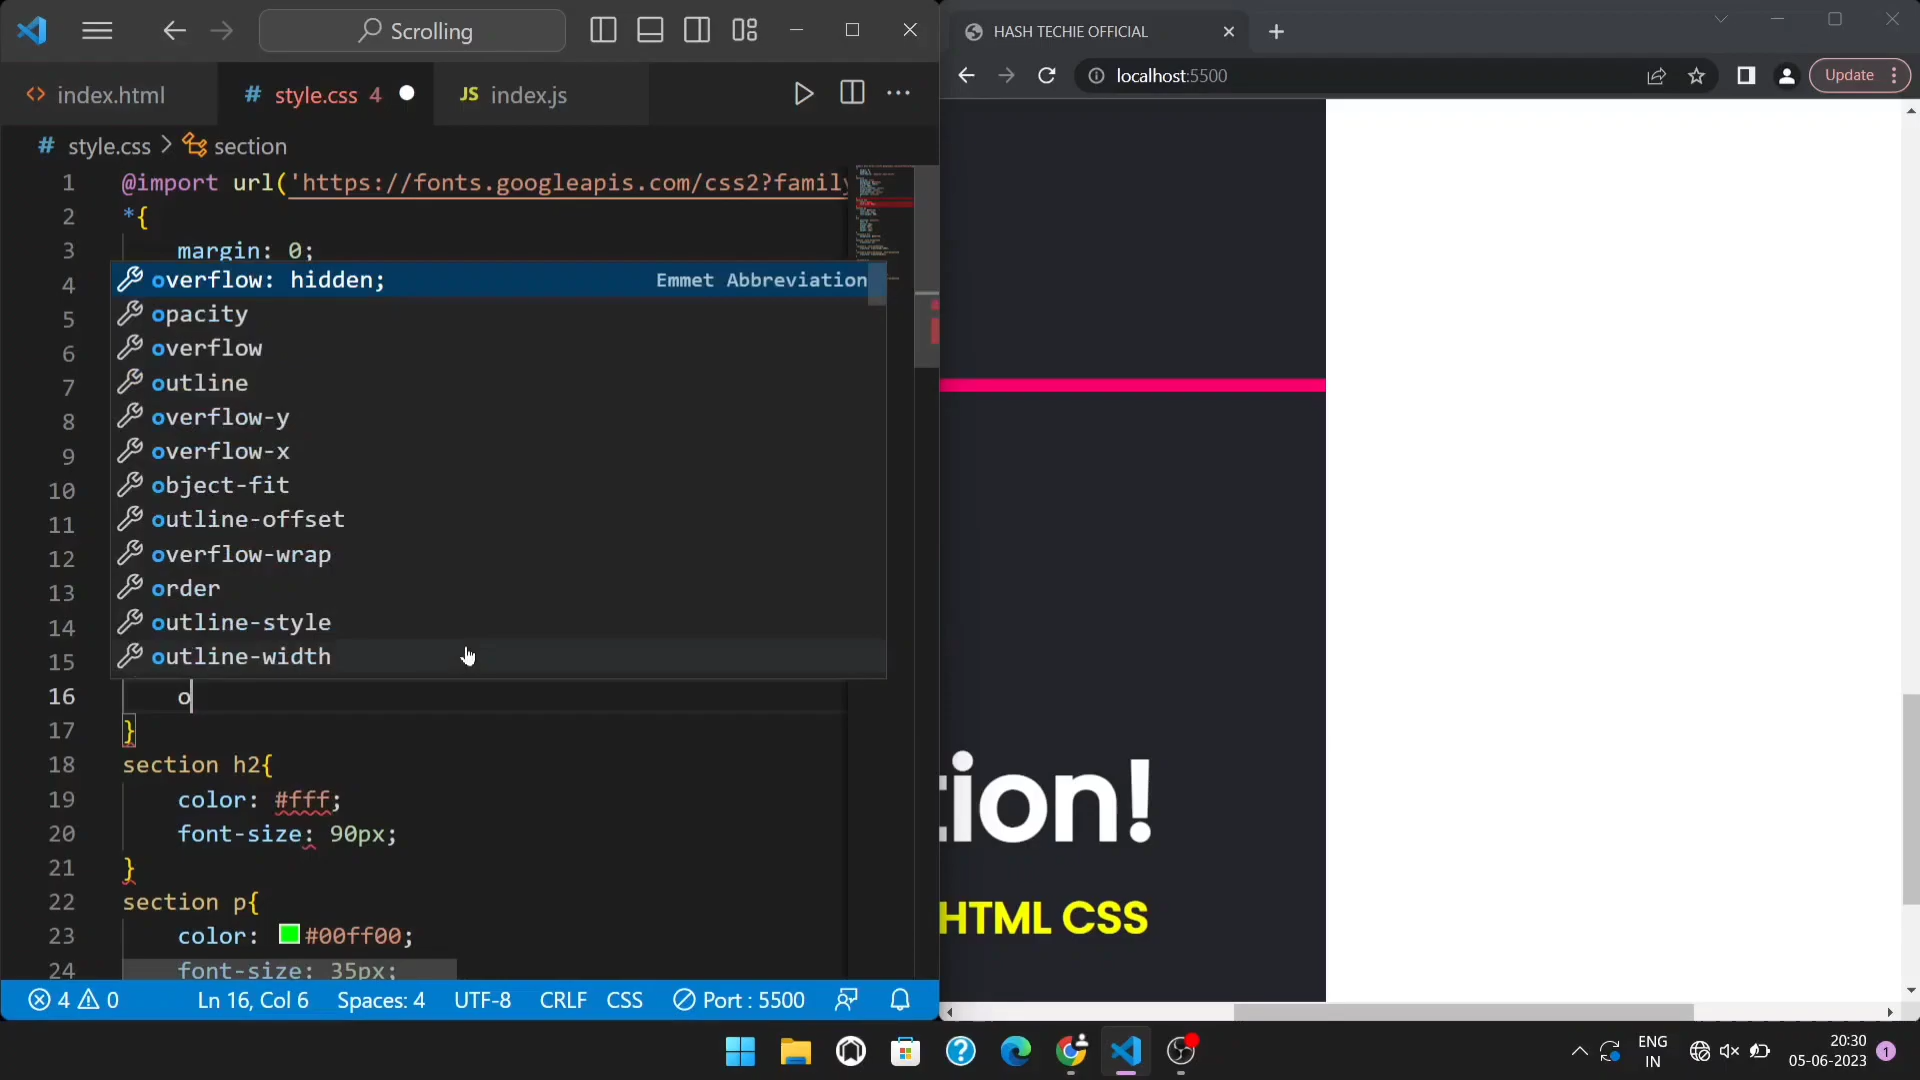 Scrolling
index.html
# style.css 4
JS index.js
# style.css > section
1 @import url('https://fonts.googleapis.com/css2?family
2 *{
3 margin: 0;
4 overflow: hidden; Emmet Abbreviation
5 opacity
6 overflow
7 outline
8 overflow-y
9 overflow-x
10 object-fit
11 outline-offset
12 overflow-wrap
13 order
14 outline-style
15 outline-width
16 o
17 }
18 section h2{
19 color: #fff;
20 font-size: 90px;
21 }
22 section p{
23 color: #00ff00;
24 font-size: 35px;
4 0 Ln 16, Col 6 Spaces: 4 UTF-8 CRLF CSS Port : 5500
HASH TECHIE OFFICIAL
localhost:5500
Update
tion!
HTML CSS
ENG
IN
20:30
05-06-2023
1